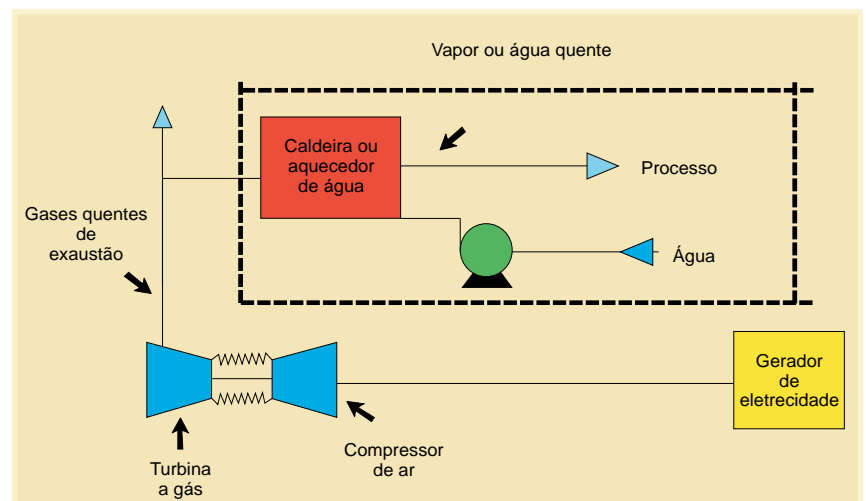 Vapor ou água quente
Caldeira ou
aquecedor
de água
Processo
Gases quentes
de
exaustão
Água
Gerador
de
eletrecidade
Compressor
de ar
Turbina
a gás